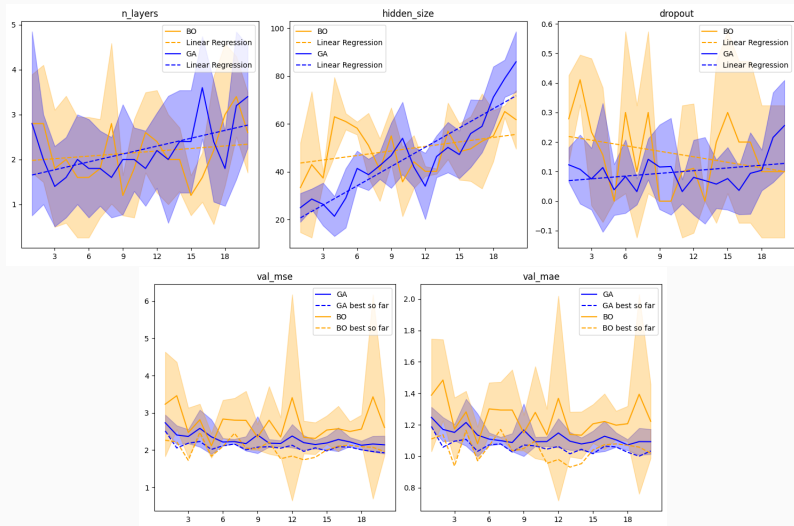 n_layers
BO
Linear Regression
GA
Linear Regression
5
4
3
2
1
3 6 9 12 15 18
hidden_size
BO
Linear Regression
GA
Linear Regression
100
80
60
40
20
3 6 9 12 15 18
dropout
BO
Linear Regression
GA
Linear Regression
0.6
0.5
0.4
0.3
0.2
0.1
0.0
−0.1
3 6 9 12 15 18
val_mse
GA
GA best so far
BO
BO best so far
6
5
4
3
2
1
3 6 9 12 15 18
val_mae
GA
GA best so far
BO
BO best so far
2.0
1.8
1.6
1.4
1.2
1.0
0.8
3 6 9 12 15 18